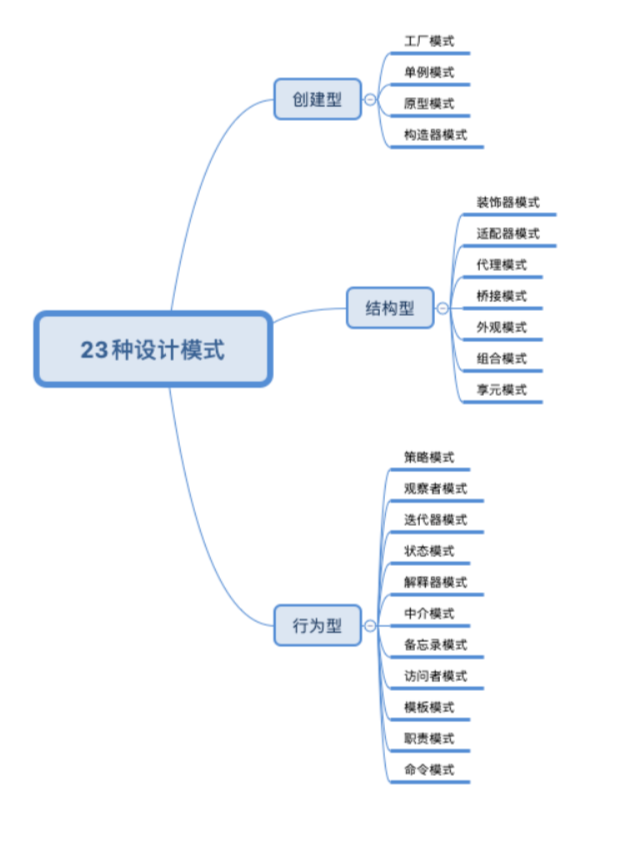 23种设计模式
创建型
工厂模式
单例模式
原型模式
构造器模式
结构型
装饰器模式
适配器模式
代理模式
桥接模式
外观模式
组合模式
享元模式
行为型
策略模式
观察者模式
迭代器模式
状态模式
解释器模式
中介模式
备忘录模式
访问者模式
模板模式
职责模式
命令模式